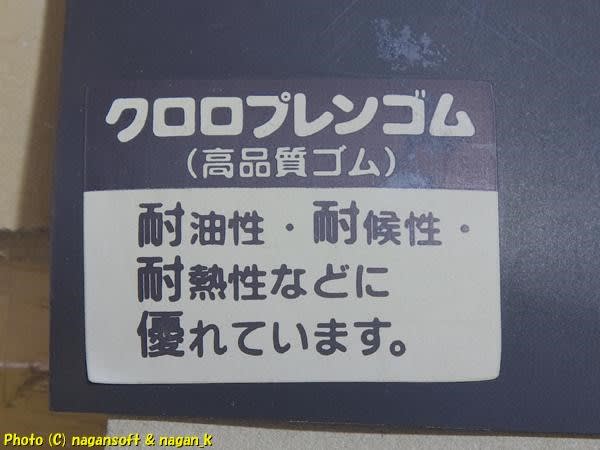 クロロプレンゴム
（高品質ゴム）
耐油性・耐候性・
耐熱性などに
優れています。
Photo (C) nagansoft & nagan_k